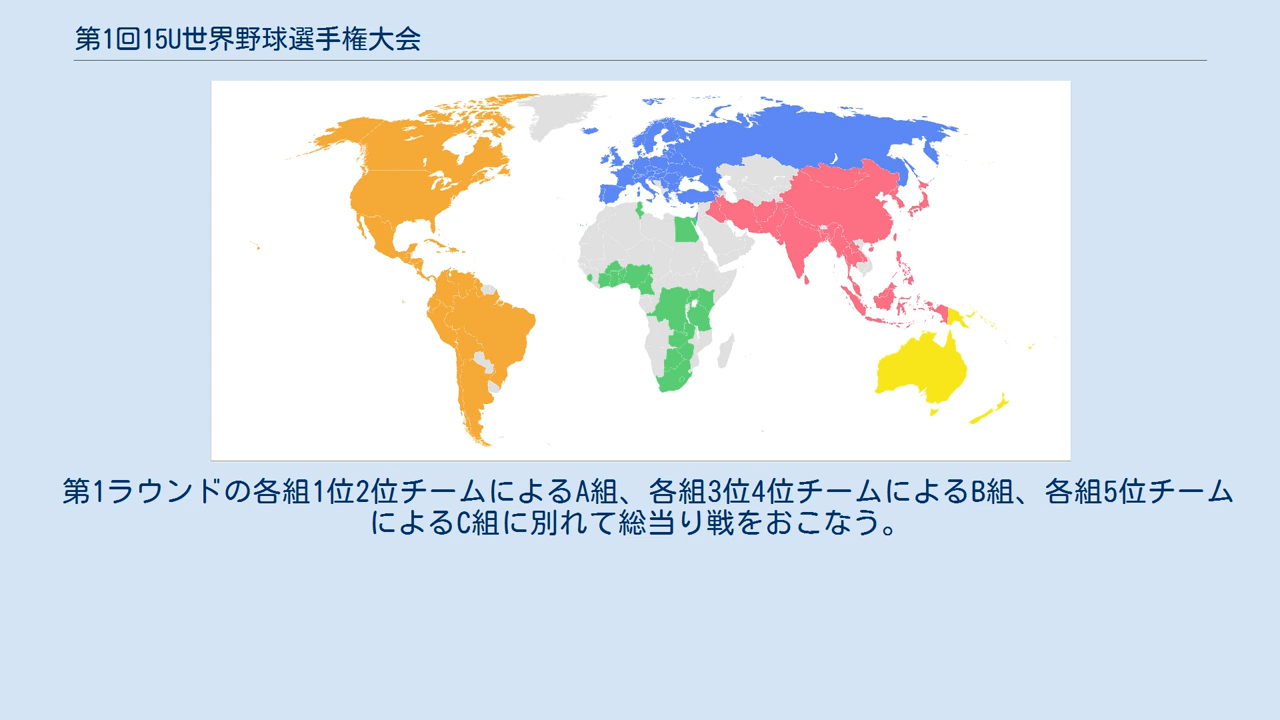 第1回15U世界野球選手権大会
第1ラウンドの各組1位2位チームによるA組、各組3位4位チームによるB組、各組5位チーム
によるC組に別れて総当り戦をおこなう。